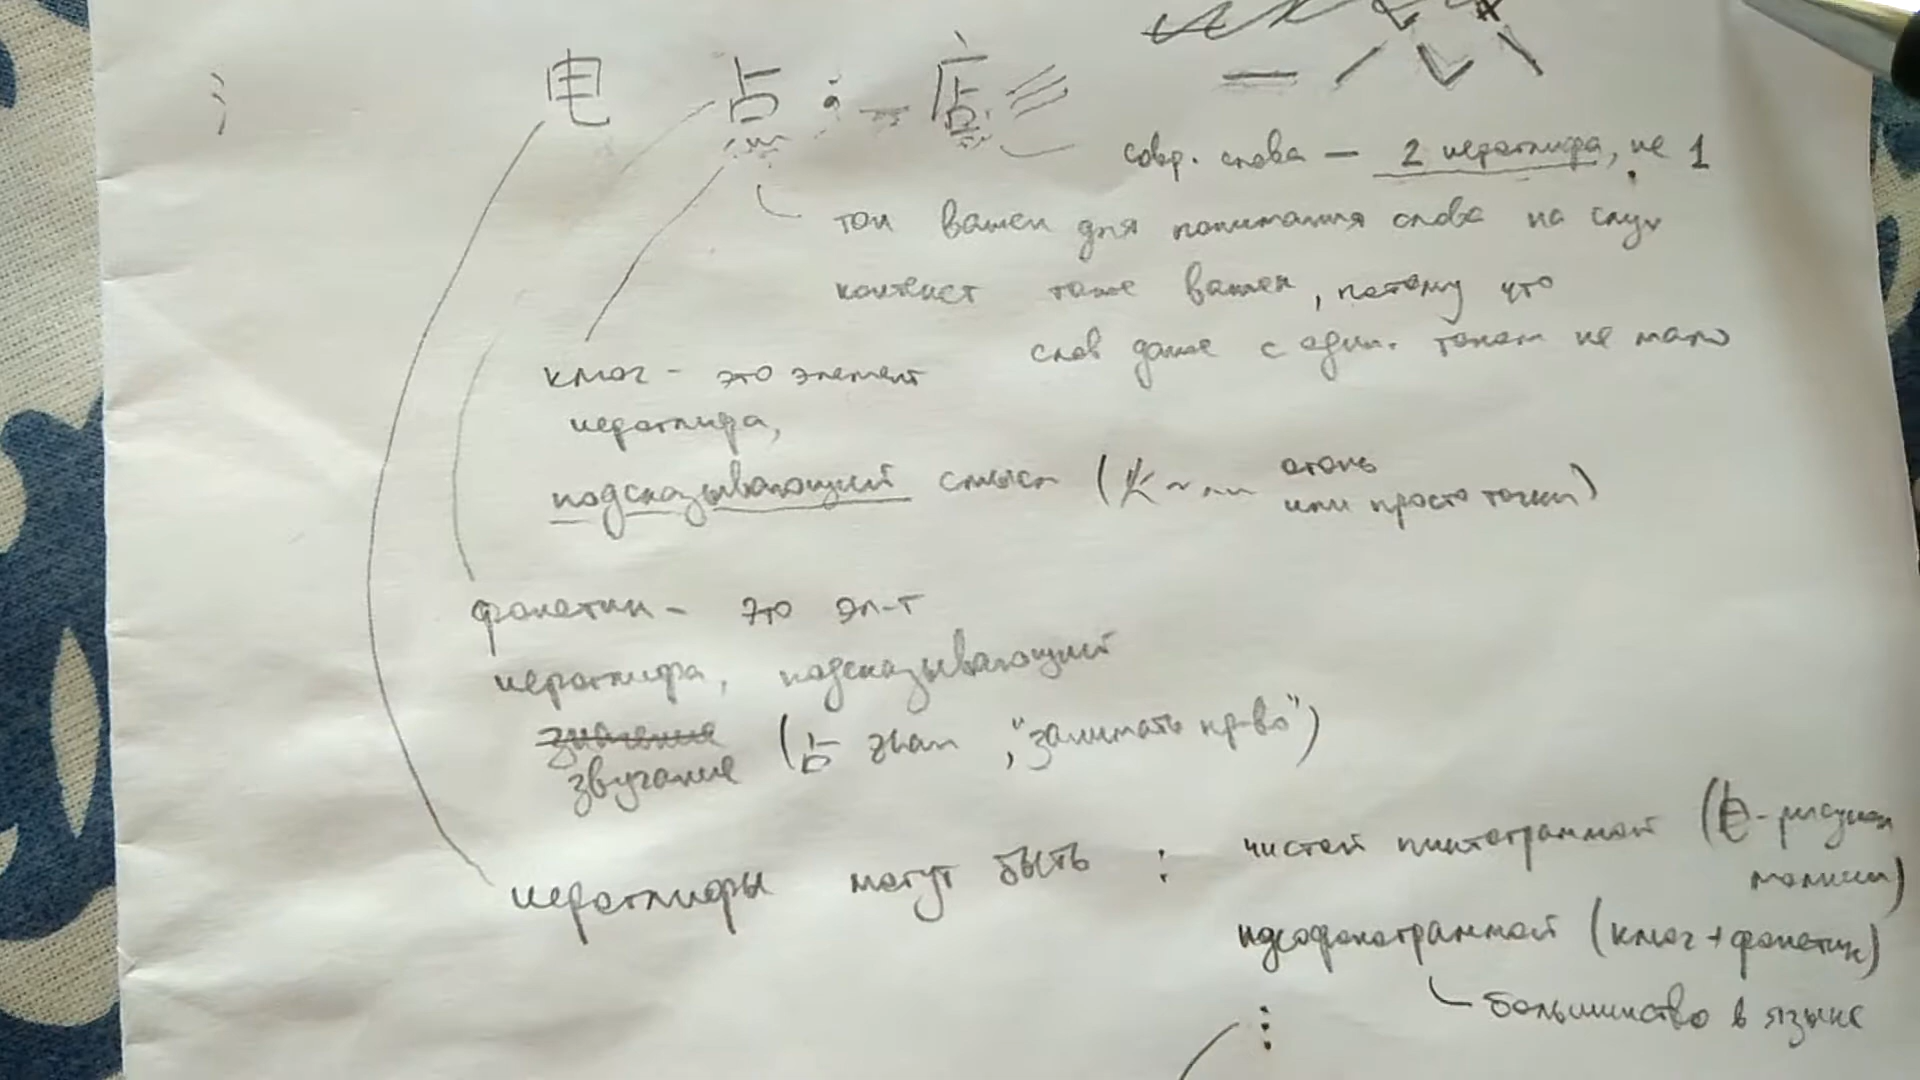 电 点 : 店
совр. слова — 2 иероглифа, не 1
тон важен для понимания слова на слух
контекст тоже важен, потому что
слов даже с один. тоном не мало
ключ - это элемент
иероглифа,
подсказывающий смысл (灬 огонь
или просто точки)
фонетик - это эл-т
иероглифа, подсказывающий
значение
звучание (占 zhan, "занимать пр-во")
иероглифы могут быть :
чистой пиктограммой (电 - рисунок
молнии)
идеофонограммой (ключ + фонетик)
большинство в языке